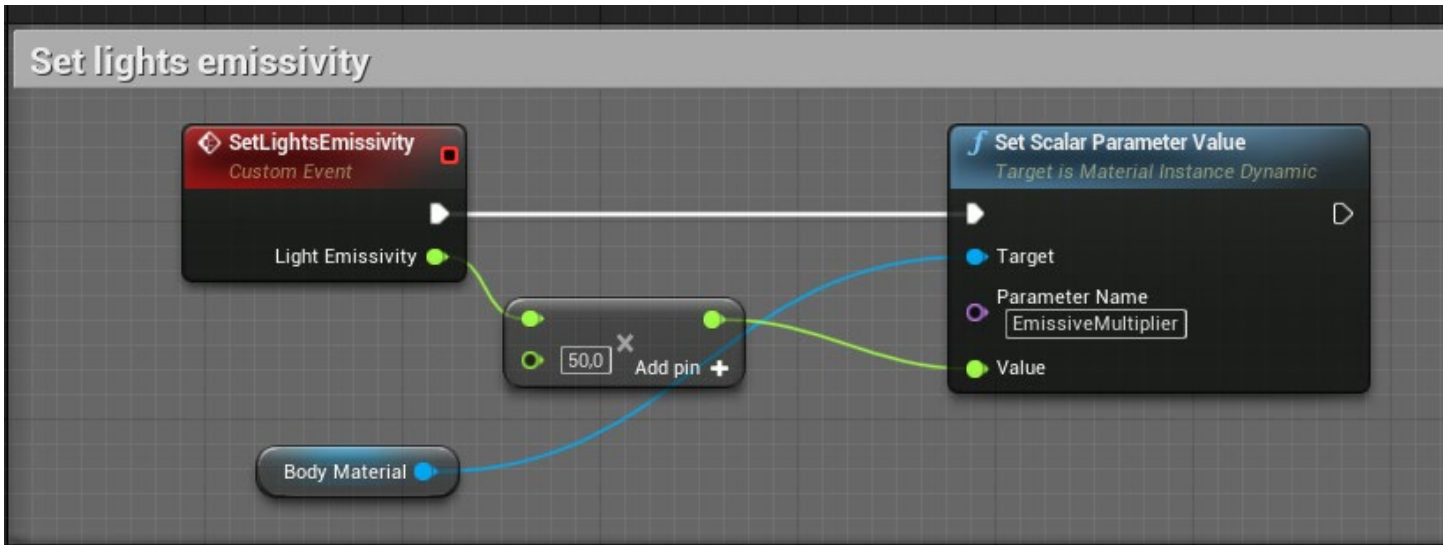 Set lights emissivity
SetLightsEmissivity
Custom Event
Light Emissivity
50,0
Add pin
Body Material
Set Scalar Parameter Value
Target is Material Instance Dynamic
Target
Parameter Name
EmissiveMultiplier
Value